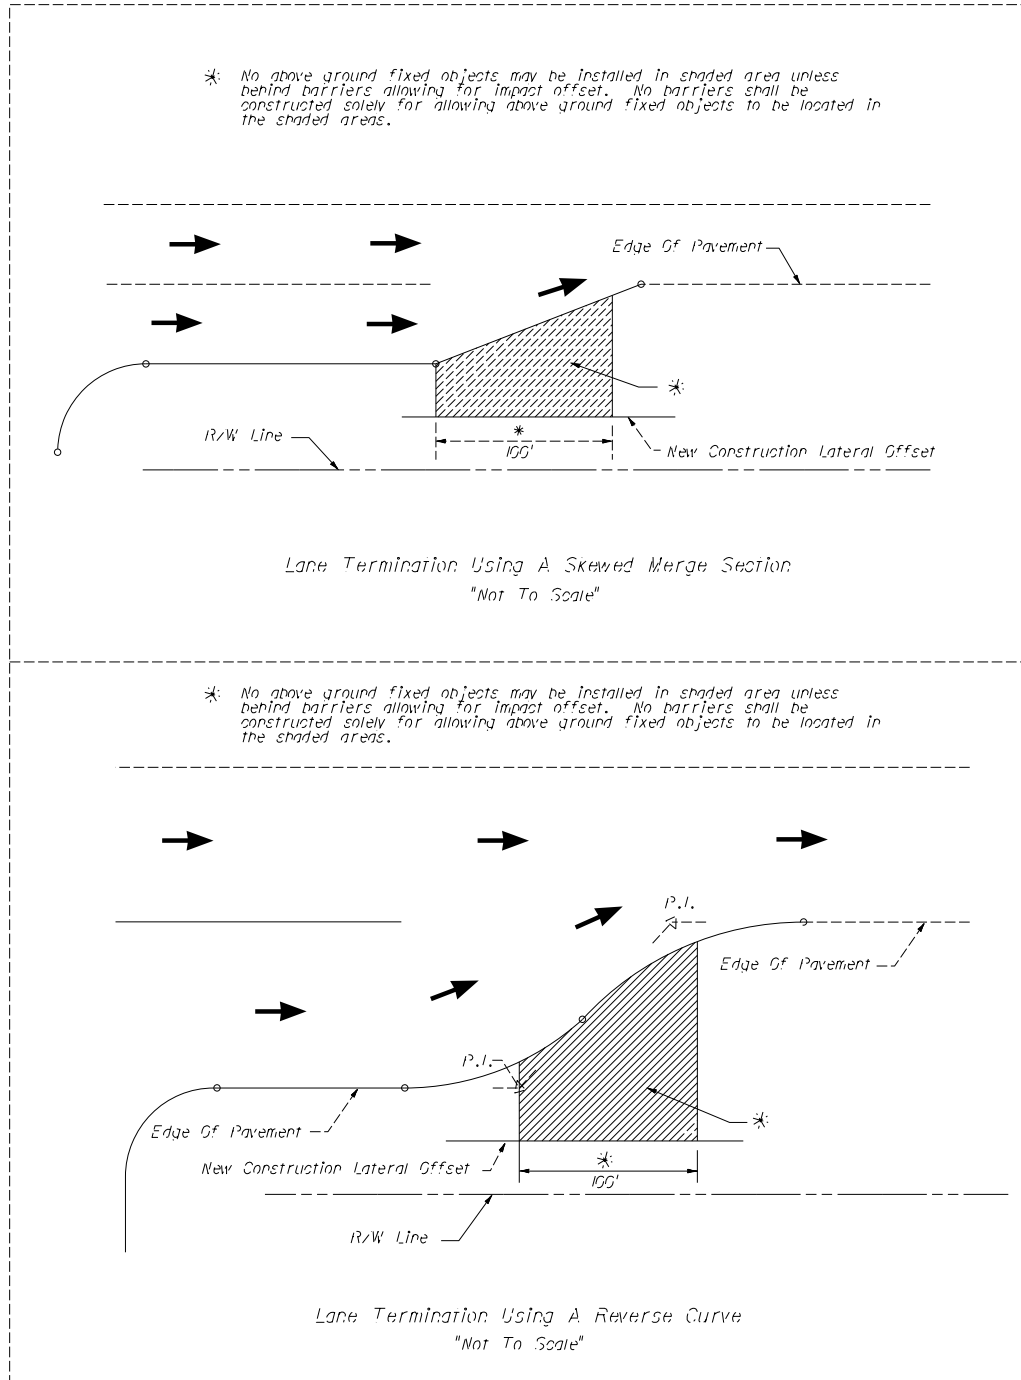 * No above ground fixed objects may be installed in shaded area unless
behind barriers allowing for impact offset. No barriers shall be
constructed solely for allowing above ground fixed objects to be located in
the shaded areas.
Edge Of Pavement
*
R/W Line
*
100'
New Construction Lateral Offset
Lane Termination Using A Skewed Merge Section
"Not To Scale"
* No above ground fixed objects may be installed in shaded area unless
behind barriers allowing for impact offset. No barriers shall be
constructed solely for allowing above ground fixed objects to be located in
the shaded areas.
P.I.
Edge Of Pavement
P.I.
*
Edge Of Pavement
New Construction Lateral Offset
*
100'
R/W Line
Lane Termination Using A Reverse Curve
"Not To Scale"